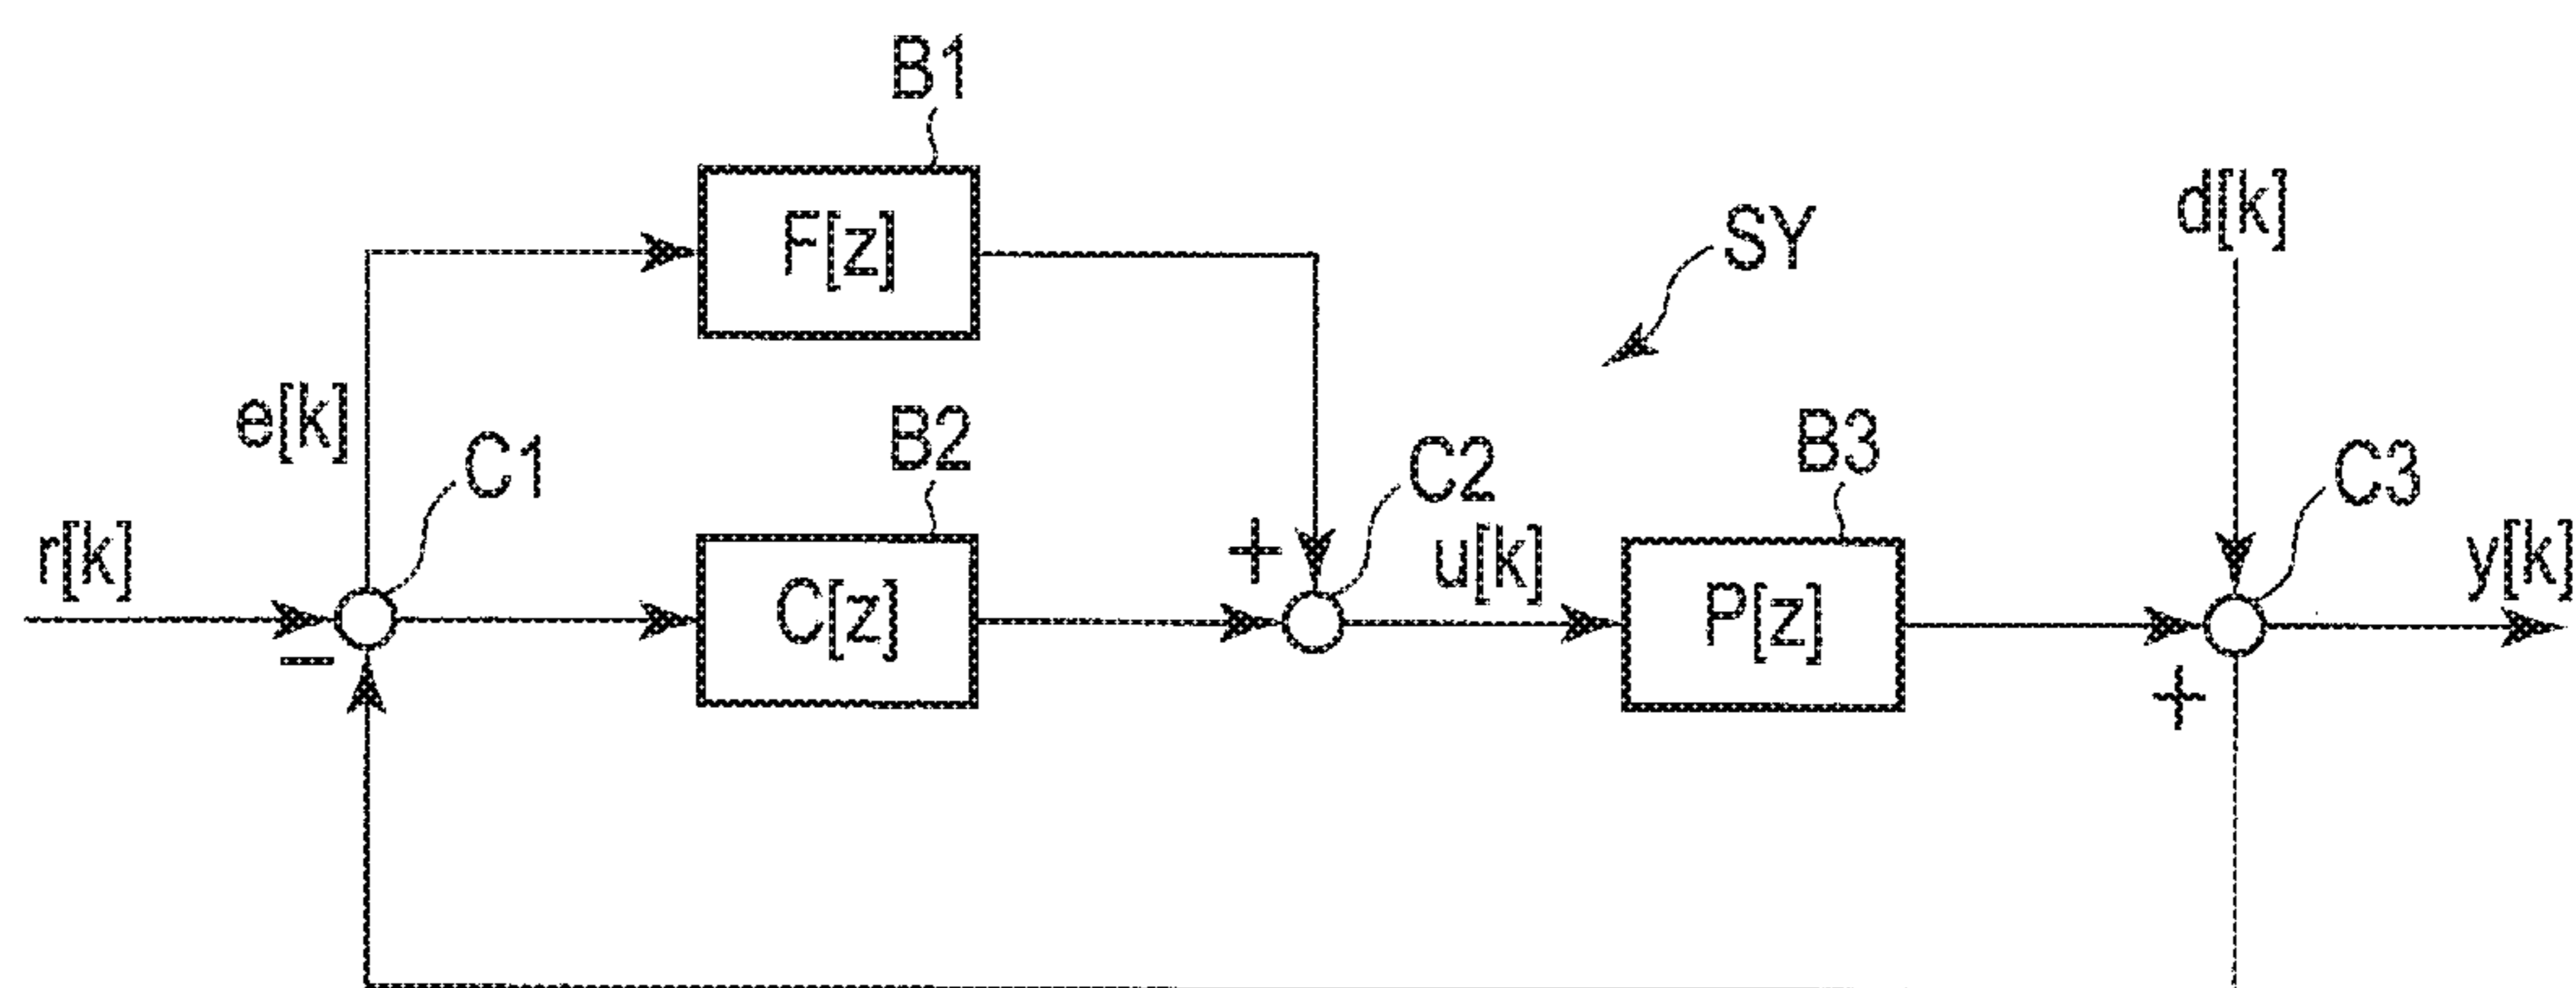 B1
F[z]
SY
d[k]
e[k]
C1
B2
C2
B3
C3
r[k]
+
u[k]
y[k]
C[z]
P[z]
−
+